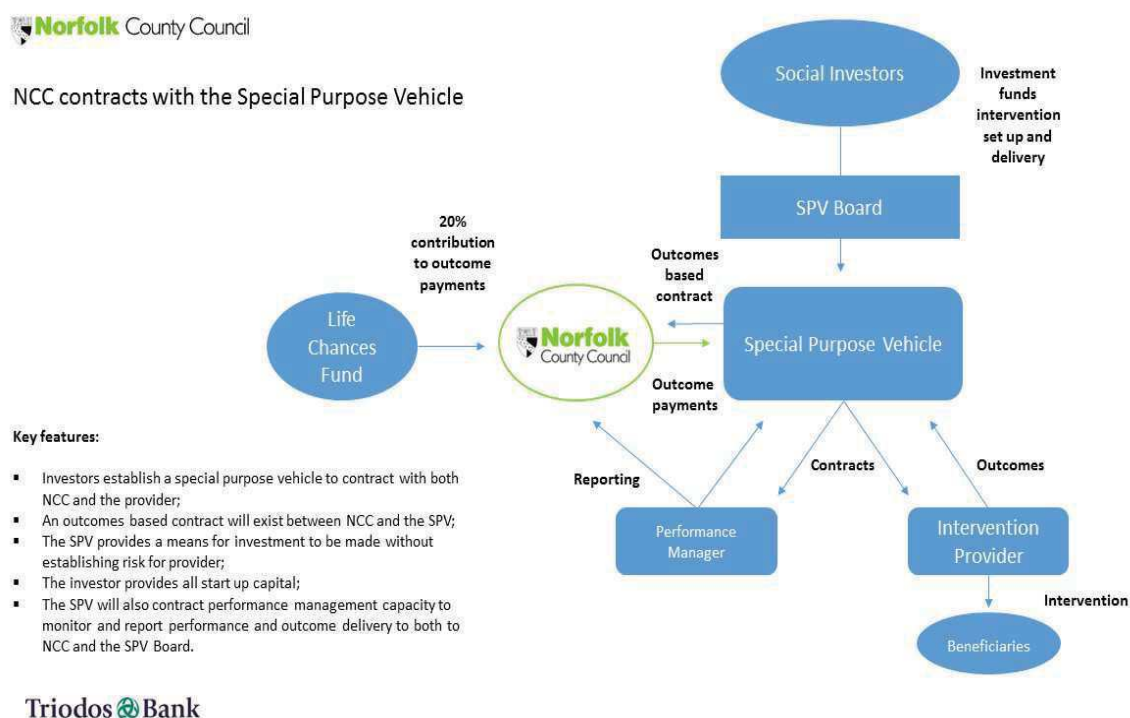 Norfolk County Council
NCC contracts with the Special Purpose Vehicle
Social Investors
Investment
funds
intervention
set up and
delivery
SPV Board
20%
contribution
to outcome
payments
Outcomes
based
contract
Life
Chances
Fund
Norfolk
County Council
Special Purpose Vehicle
Outcome
payments
Key features:
▪ Investors establish a special purpose vehicle to contract with both
NCC and the provider;
▪ An outcomes based contract will exist between NCC and the SPV;
▪ The SPV provides a means for investment to be made without
establishing risk for provider;
▪ The investor provides all start up capital;
▪ The SPV will also contract performance management capacity to
monitor and report performance and outcome delivery to both to
NCC and the SPV Board.
Reporting
Contracts
Outcomes
Performance
Manager
Intervention
Provider
Intervention
Beneficiaries
Triodos Bank